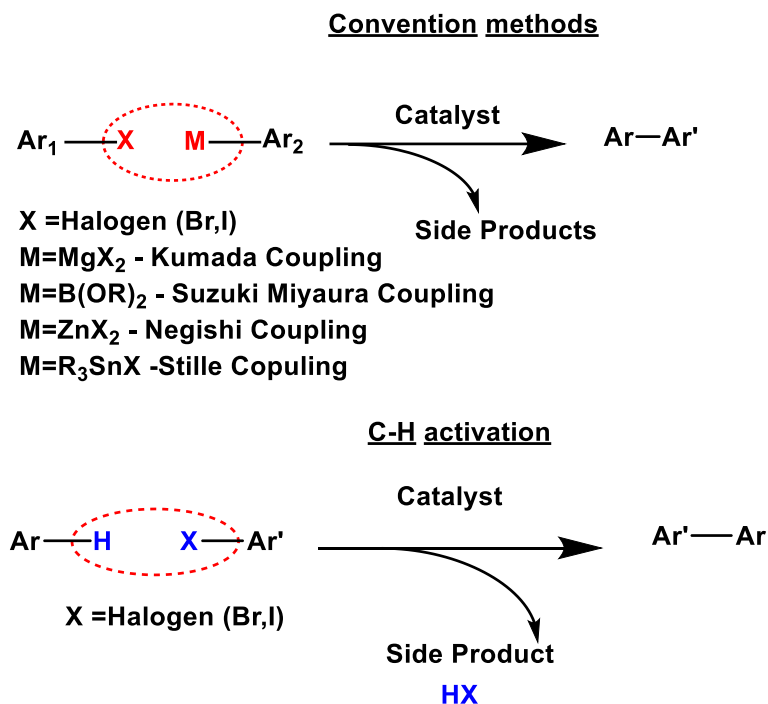 Convention methods
Ar₁—X M—Ar₂
Catalyst
Ar—Ar'
Side Products
X =Halogen (Br,I)
M=MgX₂ - Kumada Coupling
M=B(OR)₂ - Suzuki Miyaura Coupling
M=ZnX₂ - Negishi Coupling
M=R₃SnX -Stille Copuling
C-H activation
Ar—H X—Ar'
Catalyst
Ar'—Ar
X =Halogen (Br,I)
Side Product
HX